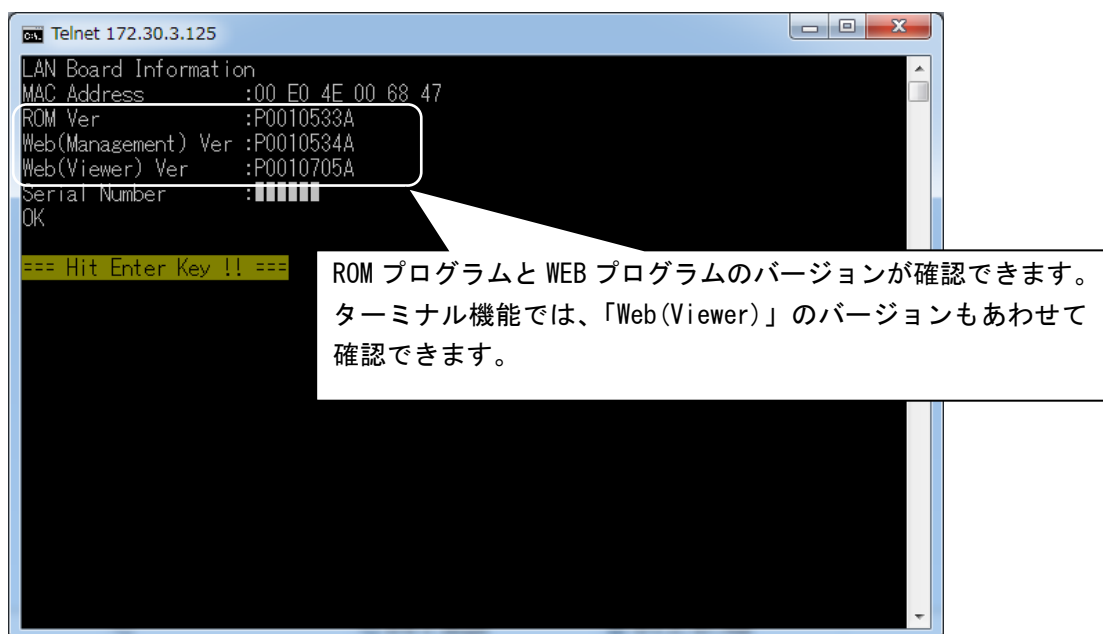 Telnet 172.30.3.125
LAN Board Information
MAC Address :00 E0 4E 00 68 47
ROM Ver :P0010533A
Web(Management) Ver :P0010534A
Web(Viewer) Ver :P0010705A
Serial Number :
OK
=== Hit Enter Key !! ===
ROM プログラムと WEB プログラムのバージョンが確認できます。
ターミナル機能では、「Web(Viewer)」のバージョンもあわせて
確認できます。